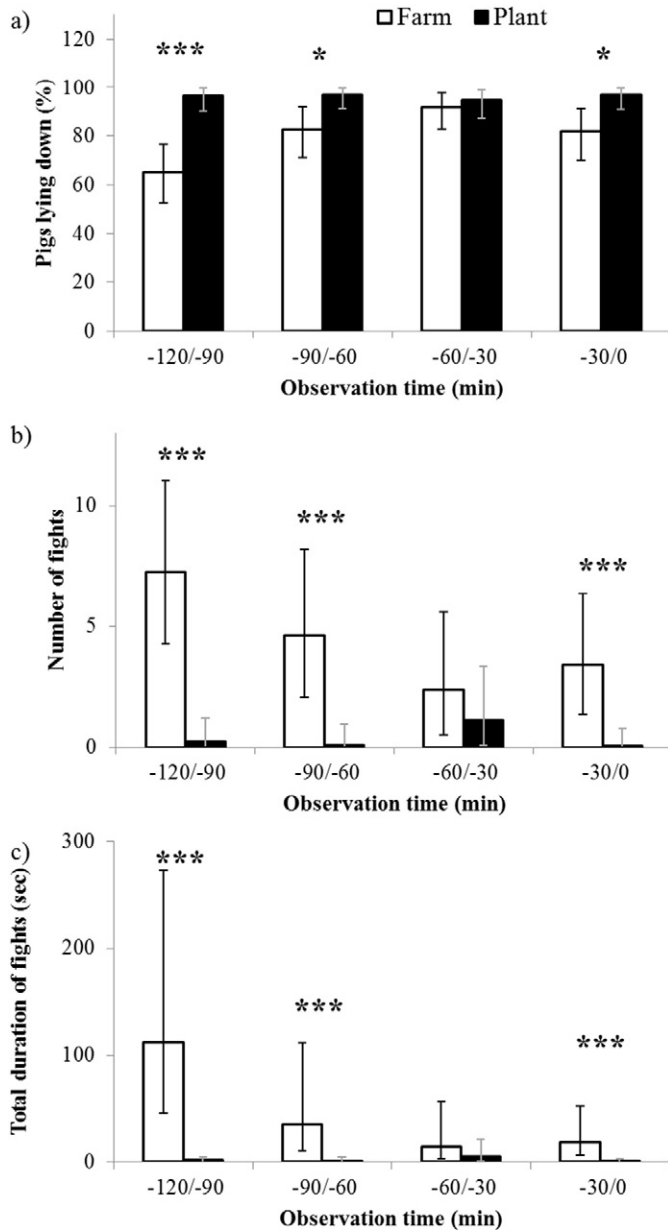 a)
Farm Plant
120
100
80
60
40
20
0
*** * *
Pigs lying down (%)
-120/-90 -90/-60 -60/-30 -30/0
Observation time (min)
b)
10
5
0
*** *** ***
Number of fights
-120/-90 -90/-60 -60/-30 -30/0
Observation time (min)
c)
300
200
100
0
*** *** ***
Total duration of fights (sec)
-120/-90 -90/-60 -60/-30 -30/0
Observation time (min)